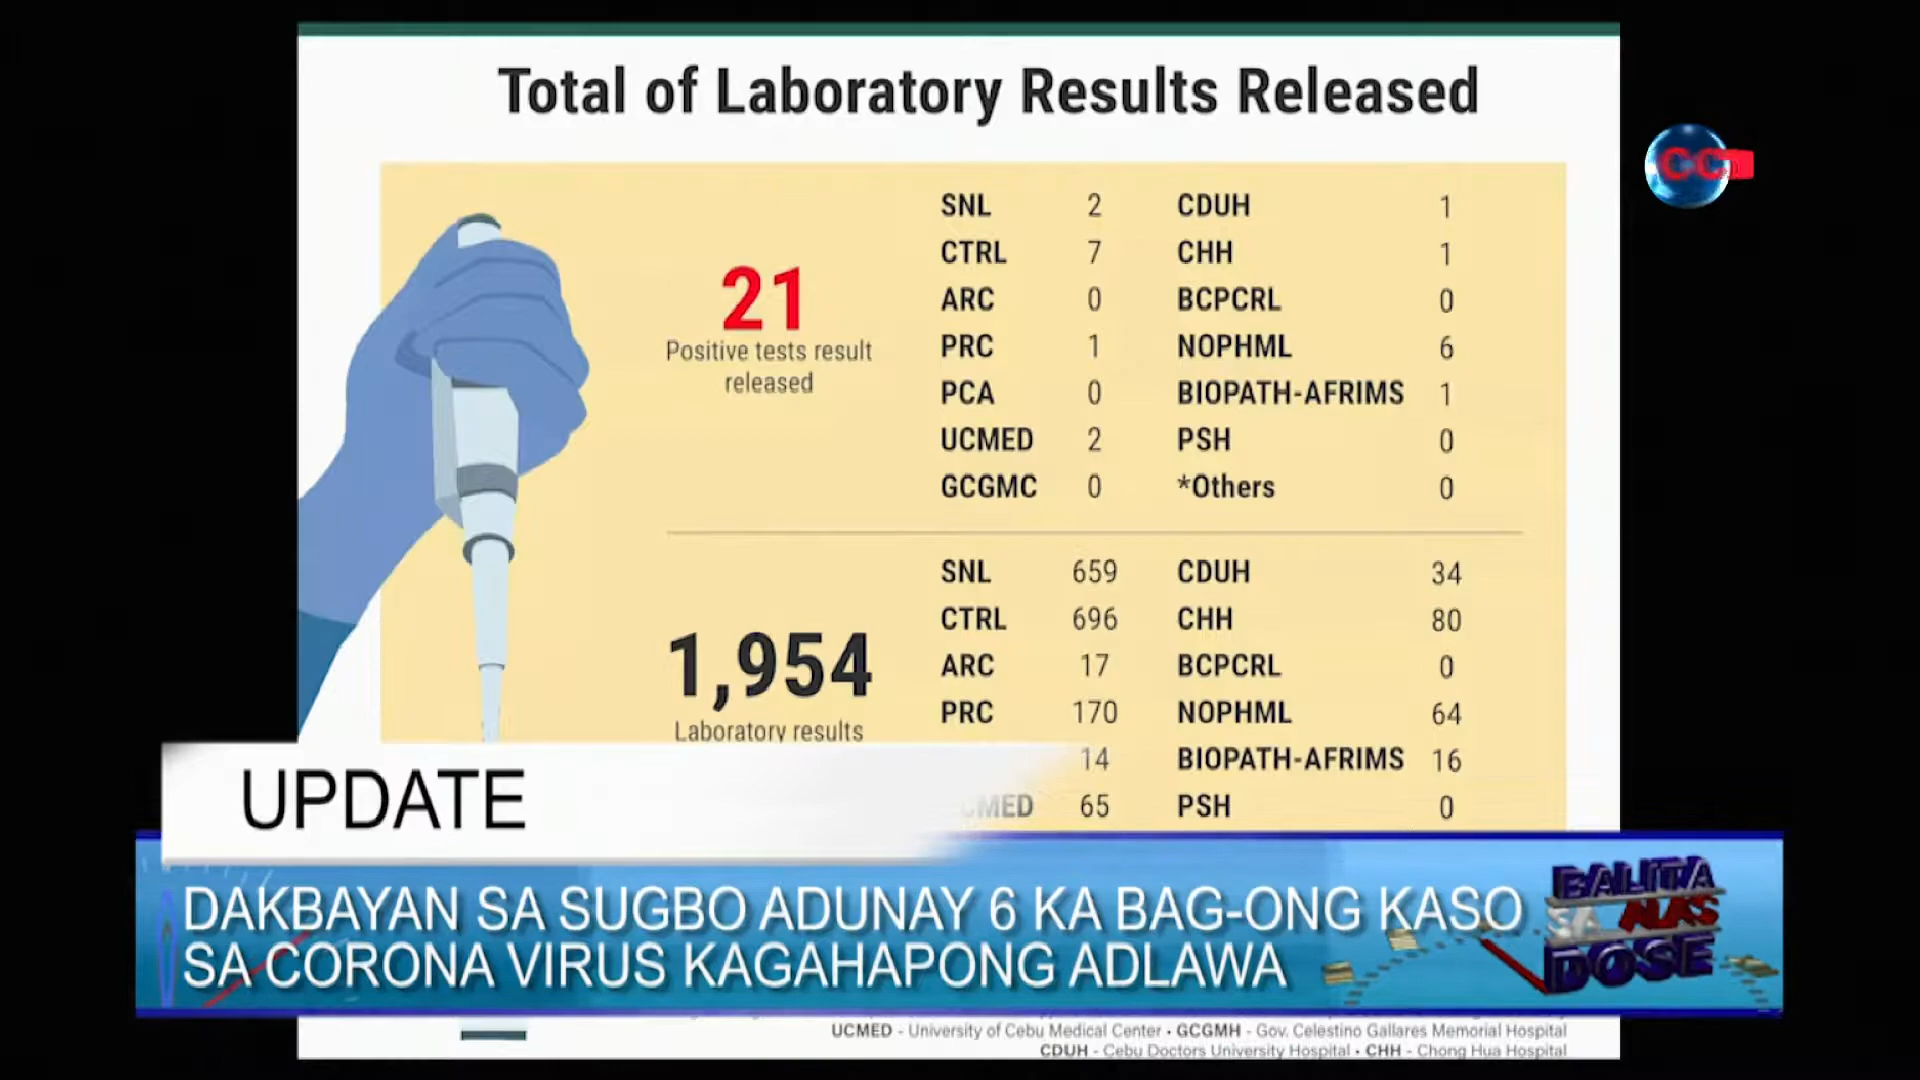 Total of Laboratory Results Released
21
Positive tests result
released
SNL 2 CDUH 1
CTRL 7 CHH 1
ARC 0 BCPCRL 0
PRC 1 NOPHML 6
PCA 0 BIOPATH-AFRIMS 1
UCMED 2 PSH 0
GCGMC 0 *Others 0
1,954
Laboratory results
SNL 659 CDUH 34
CTRL 696 CHH 80
ARC 17 BCPCRL 0
PRC 170 NOPHML 64
14 BIOPATH-AFRIMS 16
CMED 65 PSH 0
UPDATE
DAKBAYAN SA SUGBO ADUNAY 6 KA BAG-ONG KASO
SA CORONA VIRUS KAGAHAPONG ADLAWA
BALITA
SA ALAS
DOSE
UCMED - University of Cebu Medical Center • GCGMH - Gov. Celestino Gallares Memorial Hospital
CDUH - Cebu Doctors University Hospital • CHH - Chong Hua Hospital